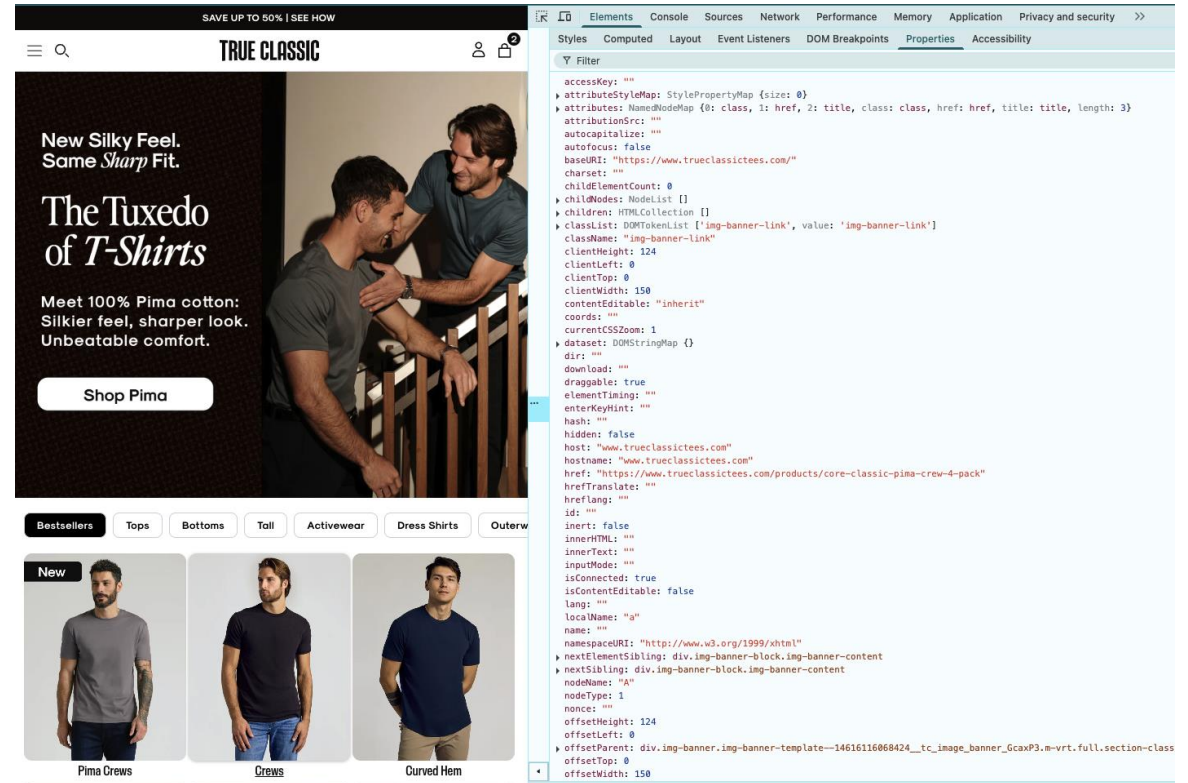 SAVE UP TO 50% | SEE HOW
TRUE CLASSIC
2
New Silky Feel.
Same Sharp Fit.
The Tuxedo
of T-Shirts
Meet 100% Pima cotton:
Silkier feel, sharper look.
Unbeatable comfort.
Shop Pima
Bestsellers Tops Bottoms Tall Activewear Dress Shirts Outerw
New
Pima Crews Crews Curved Hem
Elements Console Sources Network Performance Memory Application Privacy and security >>
Styles Computed Layout Event Listeners DOM Breakpoints Properties Accessibility
Filter
accessKey: ""
attributeStyleMap: StylePropertyMap {size: 0}
attributes: NamedNodeMap {0: class, 1: href, 2: title, class: class, href: href, title: title, length: 3}
attributionSrc: ""
autocapitalize: ""
autofocus: false
baseURI: "https://www.trueclassictees.com/"
charset: ""
childElementCount: 0
childNodes: NodeList []
children: HTMLCollection []
classList: DOMTokenList ['img-banner-link', value: 'img-banner-link']
className: "img-banner-link"
clientHeight: 124
clientLeft: 0
clientTop: 0
clientWidth: 150
contentEditable: "inherit"
coords: ""
currentCSSZoom: 1
dataset: DOMStringMap {}
dir: ""
download: ""
draggable: true
elementTiming: ""
enterKeyHint: ""
hash: ""
hidden: false
host: "www.trueclassictees.com"
hostname: "www.trueclassictees.com"
href: "https://www.trueclassictees.com/products/core-classic-pima-crew-4-pack"
hrefTranslate: ""
hreflang: ""
id: ""
inert: false
innerHTML: ""
innerText: ""
inputMode: ""
isConnected: true
isContentEditable: false
lang: ""
localName: "a"
name: ""
namespaceURI: "http://www.w3.org/1999/xhtml"
nextElementSibling: div.img-banner-block.img-banner-content
nextSibling: div.img-banner-block.img-banner-content
nodeName: "A"
nodeType: 1
nonce: ""
offsetHeight: 124
offsetLeft: 0
offsetParent: div.img-banner.img-banner-template--14616116068424__tc_image_banner_GcaxP3.m-vrt.full.section-class
offsetTop: 0
offsetWidth: 150